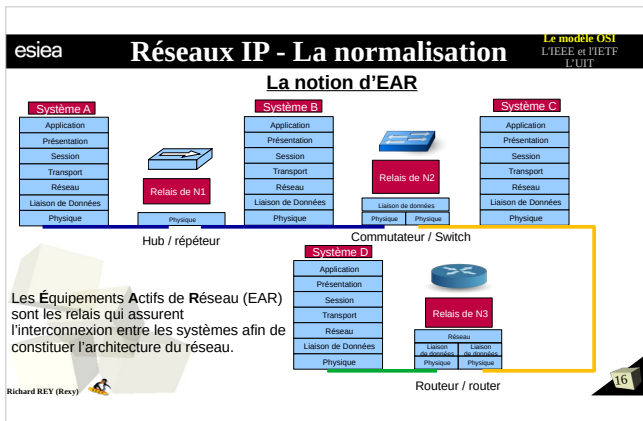 esiea
Réseaux IP - La normalisation
Le modèle OSI
L'IEEE et l'IETF
L'UIT
La notion d'EAR
Système A
Application
Présentation
Session
Transport
Réseau
Liaison de Données
Physique
Relais de N1
Physique
Hub / répéteur
Système B
Application
Présentation
Session
Transport
Réseau
Liaison de Données
Physique
Relais de N2
Liaison de données
Physique Physique
Commutateur / Switch
Système C
Application
Présentation
Session
Transport
Réseau
Liaison de Données
Physique
Système D
Application
Présentation
Session
Transport
Réseau
Liaison de Données
Physique
Relais de N3
Réseau
Liaison Liaison
de données de données
Physique Physique
Routeur / router
Les Équipements Actifs de Réseau (EAR)
sont les relais qui assurent
l'interconnexion entre les systèmes afin de
constituer l'architecture du réseau.
Richard REY (Rexy)
16